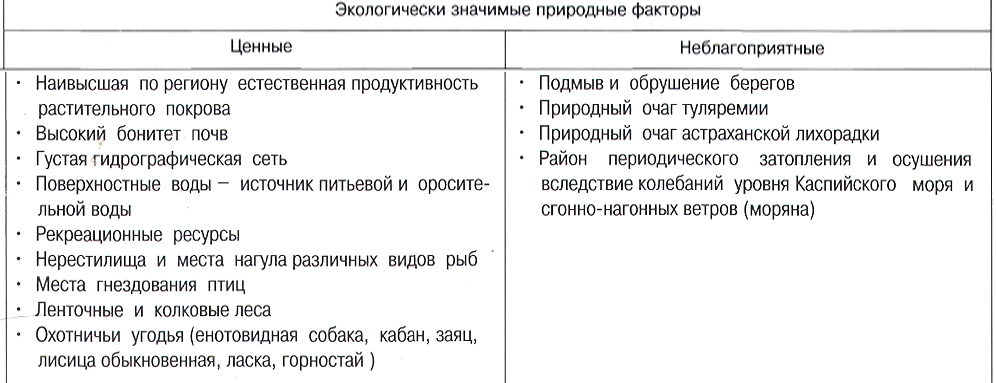 Экологически значимые природные факторы
Ценные
Неблагоприятные
· Наивысшая по региону естественная продуктивность
растительного покрова
· Высокий бонитет почв
· Густая гидрографическая сеть
· Поверхностные воды – источник питьевой и ороситe-
льной воды
· Рекреационные ресурсы
· Нерестилища и места нагула различных видов рыб
· Места гнездования птиц
· Ленточные и колковые леса
· Охотничьи угодья (енотовидная собака, кабан, заяц,
лисица обыкновенная, ласка, горностай )
· Подмыв и обрушение берегов
· Природный очаг туляремии
· Природный очаг астраханской лихорадки
· Район периодического затопления и осушения
вследствие колебаний уровня Каспийского моря и
сгонно-нагонных ветров (моряна)